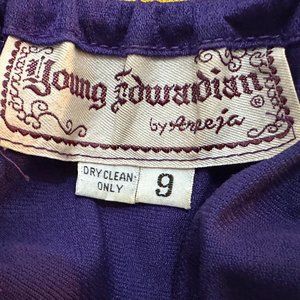 Young Edwardian
by Arpeja
®
DRY CLEAN
ONLY
9